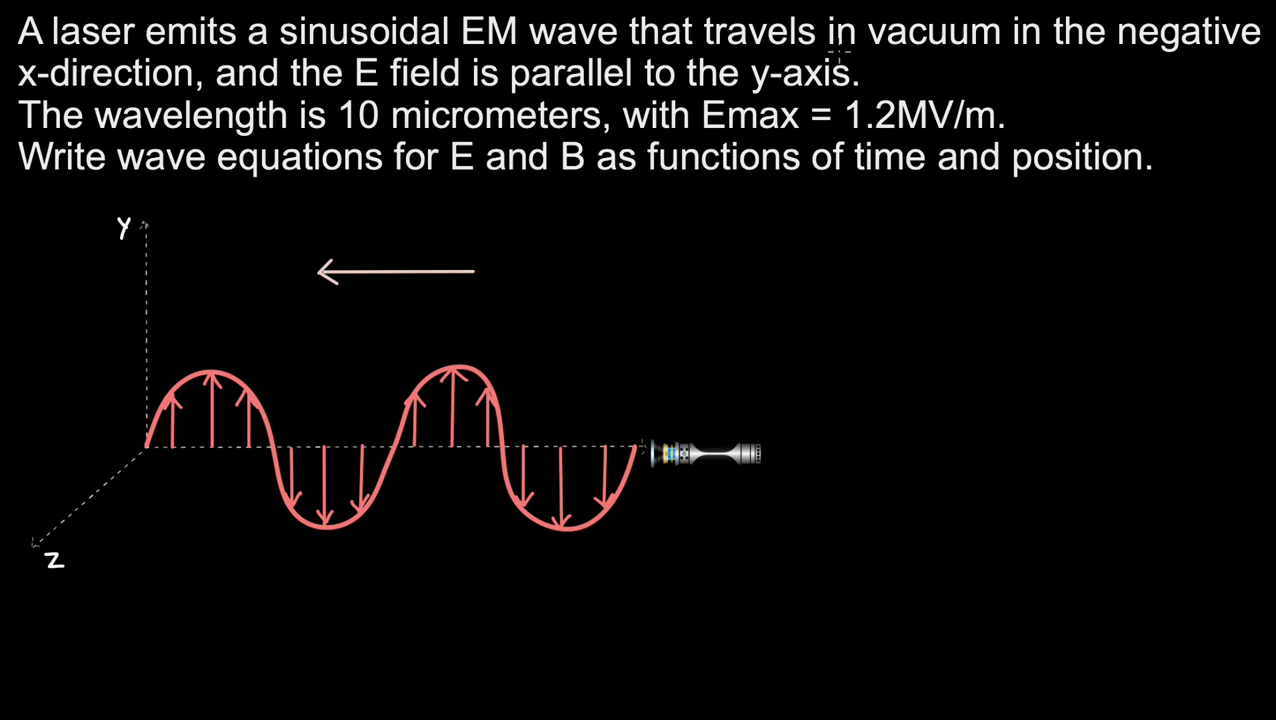 A laser emits a sinusoidal EM wave that travels in vacuum in the negative
x-direction, and the E field is parallel to the y-axis.
The wavelength is 10 micrometers, with Emax = 1.2MV/m.
Write wave equations for E and B as functions of time and position.
Y
Z